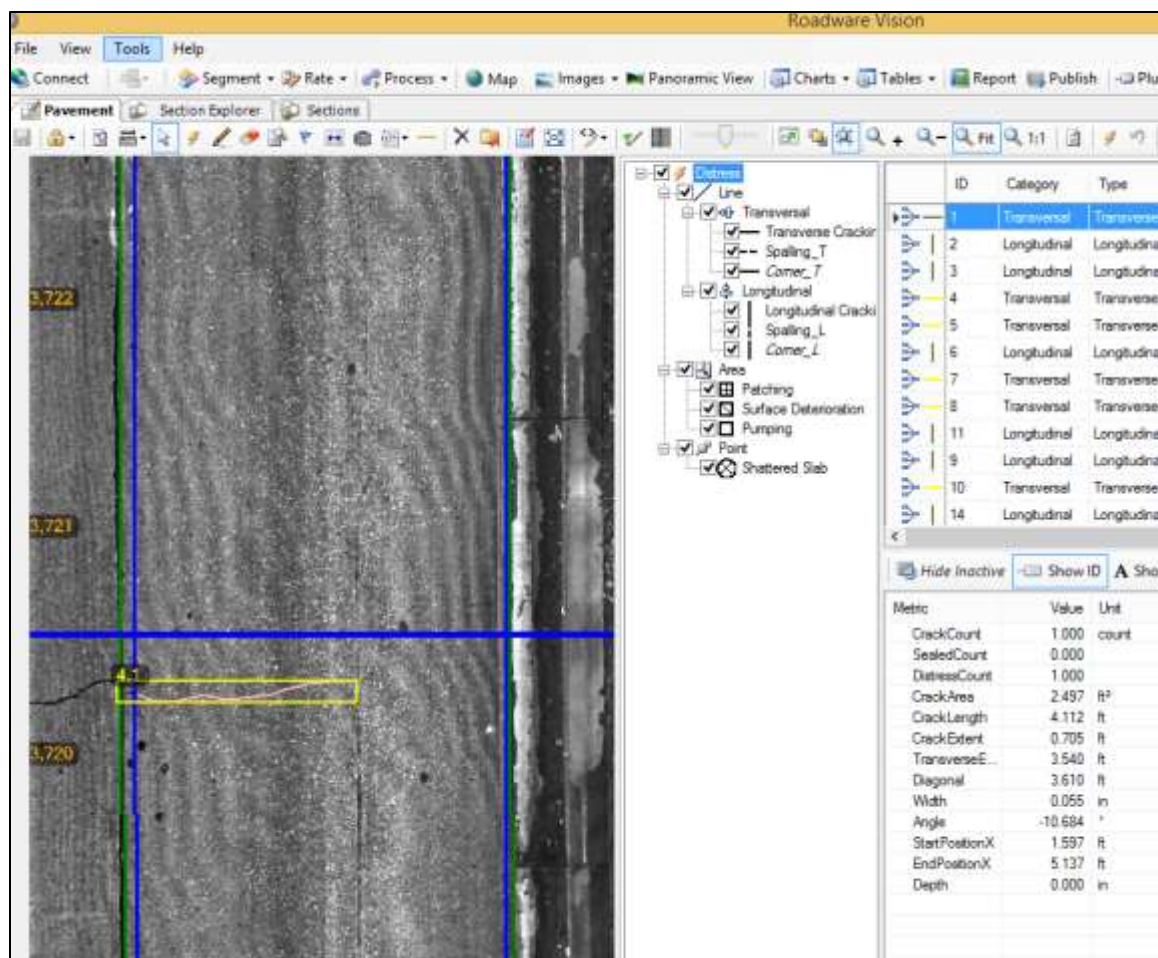 Roadware Vision
File View Tools Help
Connect Segment Rate Process Map Images Panoramic View Charts Tables Report Publish Plu
Pavement Section Explorer Sections
Fit 1:1
Distress
Line
Transversal
Transverse Crackin
Spalling_T
Corner_T
Longitudinal
Longitudinal Cracki
Spalling_L
Corner_L
Area
Patching
Surface Deterioration
Pumping
Point
Shattered Slab
3,722
3,721
4.1
3,720
ID Category Type
1 Transversal Transverse
2 Longitudinal Longitudina
3 Longitudinal Longitudina
4 Transversal Transverse
5 Transversal Transverse
6 Longitudinal Longitudina
7 Transversal Transverse
8 Transversal Transverse
11 Longitudinal Longitudina
9 Longitudinal Longitudina
10 Transversal Transverse
14 Longitudinal Longitudina
Hide Inactive Show ID A Sho
Metric Value Unit
CrackCount 1.000 count
SealedCount 0.000
DistressCount 1.000
CrackArea 2.497 ft²
CrackLength 4.112 ft
CrackExtent 0.705 ft
TransverseE... 3.540 ft
Diagonal 3.610 ft
Width 0.055 in
Angle -10.684 °
StartPositionX 1.597 ft
EndPositionX 5.137 ft
Depth 0.000 in